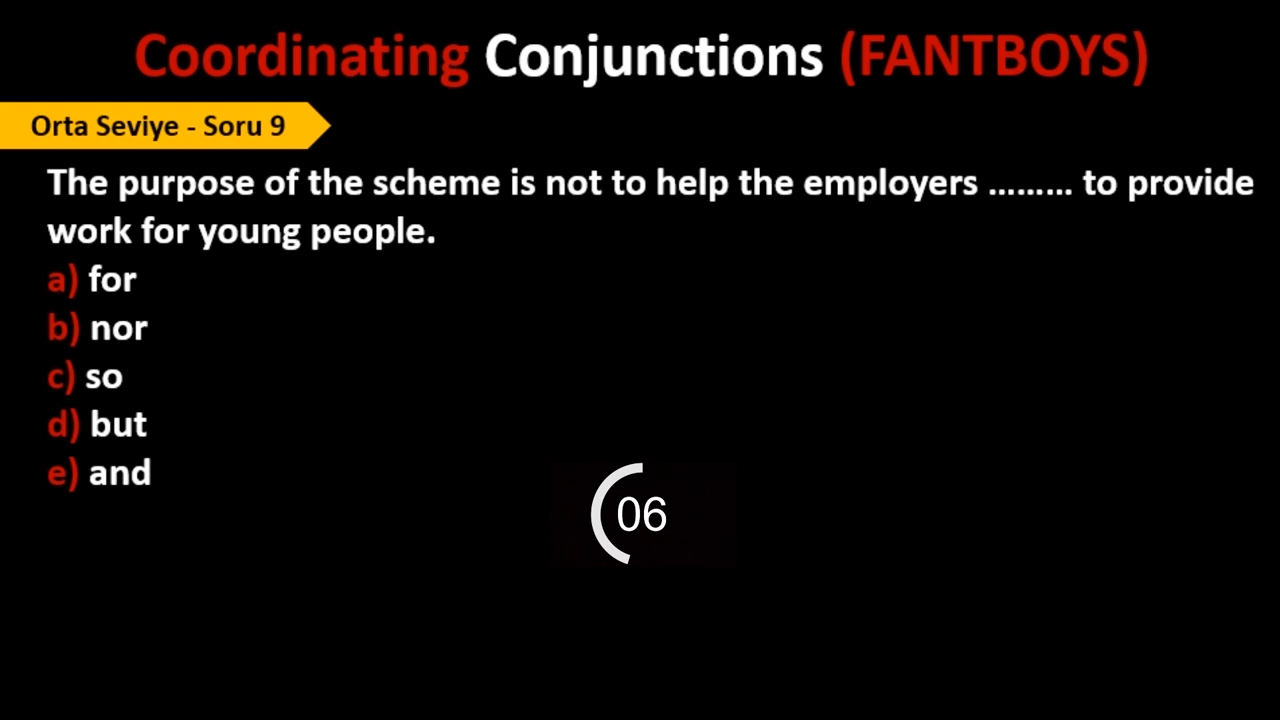 Coordinating Conjunctions (FANTBOYS)
Orta Seviye - Soru 9
The purpose of the scheme is not to help the employers ......... to provide
work for young people.
a) for
b) nor
c) so
d) but
e) and
06